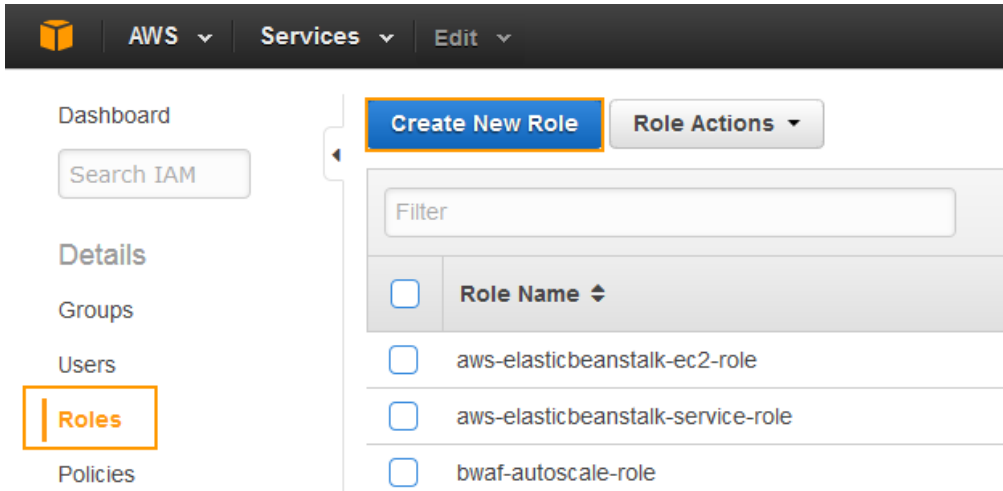 AWS Services Edit
Dashboard
Create New Role Role Actions
Search IAM
Filter
Details
Role Name
Groups
Users
aws-elasticbeanstalk-ec2-role
Roles
aws-elasticbeanstalk-service-role
Policies
bwaf-autoscale-role